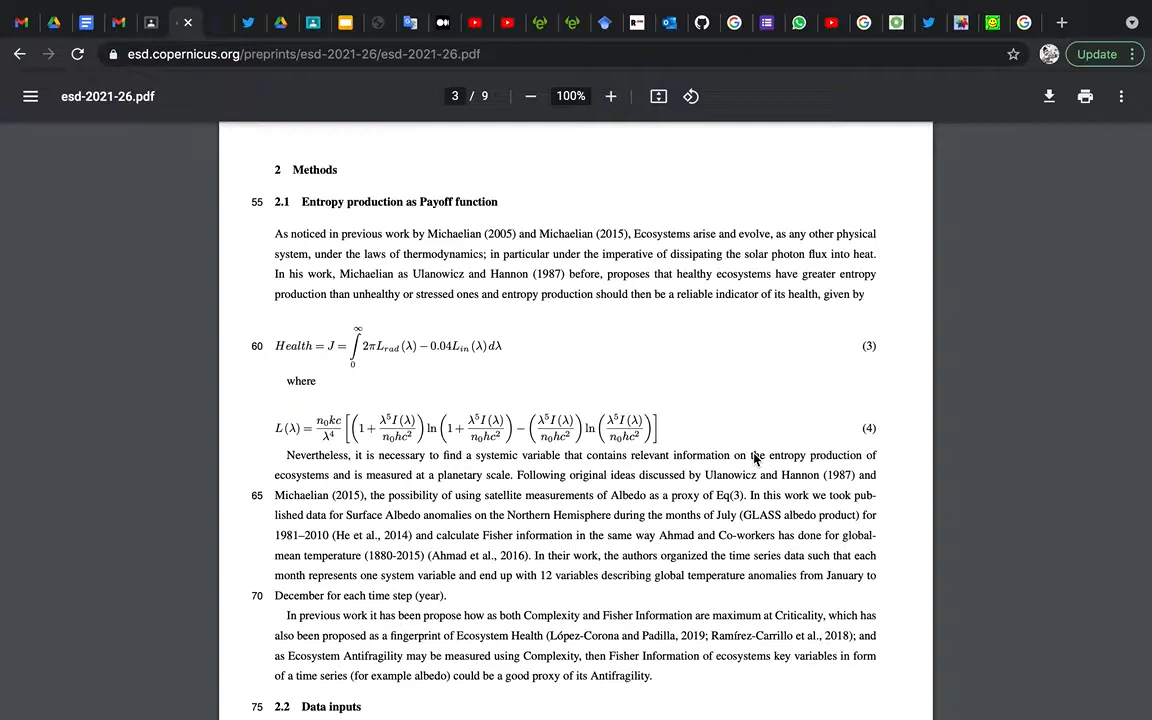 esd.copernicus.org/preprints/esd-2021-26/esd-2021-26.pdf
Update
esd-2021-26.pdf
3 / 9
100%
2 Methods
55 2.1 Entropy production as Payoff function
As noticed in previous work by Michaelian (2005) and Michaelian (2015), Ecosystems arise and evolve, as any other physical
system, under the laws of thermodynamics; in particular under the imperative of dissipating the solar photon flux into heat.
In his work, Michaelian as Ulanowicz and Hannon (1987) before, proposes that healthy ecosystems have greater entropy
production than unhealthy or stressed ones and entropy production should then be a reliable indicator of its health, given by
60 Health = J = ∫₀^∞ 2πL_rad(λ) − 0.04L_in(λ)dλ (3)
where
L(λ) = n₀kc/λ⁴ [(1 + λ⁵I(λ)/n₀hc²) ln (1 + λ⁵I(λ)/n₀hc²) − (λ⁵I(λ)/n₀hc²) ln (λ⁵I(λ)/n₀hc²)] (4)
Nevertheless, it is necessary to find a systemic variable that contains relevant information on the entropy production of
ecosystems and is measured at a planetary scale. Following original ideas discussed by Ulanowicz and Hannon (1987) and
65 Michaelian (2015), the possibility of using satellite measurements of Albedo as a proxy of Eq(3). In this work we took pub-
lished data for Surface Albedo anomalies on the Northern Hemisphere during the months of July (GLASS albedo product) for
1981–2010 (He et al., 2014) and calculate Fisher information in the same way Ahmad and Co-workers has done for global-
mean temperature (1880-2015) (Ahmad et al., 2016). In their work, the authors organized the time series data such that each
month represents one system variable and end up with 12 variables describing global temperature anomalies from January to
70 December for each time step (year).
In previous work it has been propose how as both Complexity and Fisher Information are maximum at Criticality, which has
also been proposed as a fingerprint of Ecosystem Health (López-Corona and Padilla, 2019; Ramírez-Carrillo et al., 2018); and
as Ecosystem Antifragility may be measured using Complexity, then Fisher Information of ecosystems key variables in form
of a time series (for example albedo) could be a good proxy of its Antifragility.
75 2.2 Data inputs